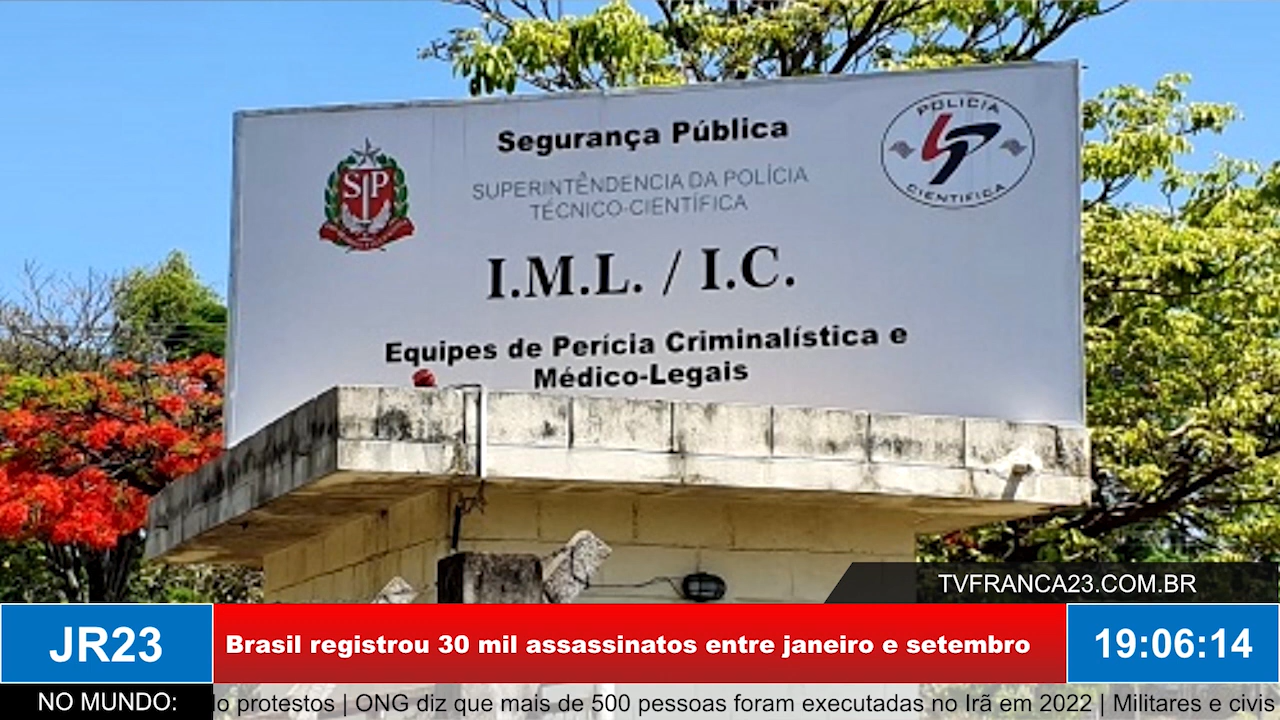 Segurança Pública
SUPERINTÊNDENCIA DA POLÍCIA
TÉCNICO-CIENTÍFICA
I.M.L. / I.C.
Equipes de Perícia Criminalística e
Médico-Legais
SP
POLICIA
CIENTIFICA
TVFRANCA23.COM.BR
JR23
Brasil registrou 30 mil assassinatos entre janeiro e setembro
19:06:14
NO MUNDO:
protestos | ONG diz que mais de 500 pessoas foram executadas no Irã em 2022 | Militares e civis